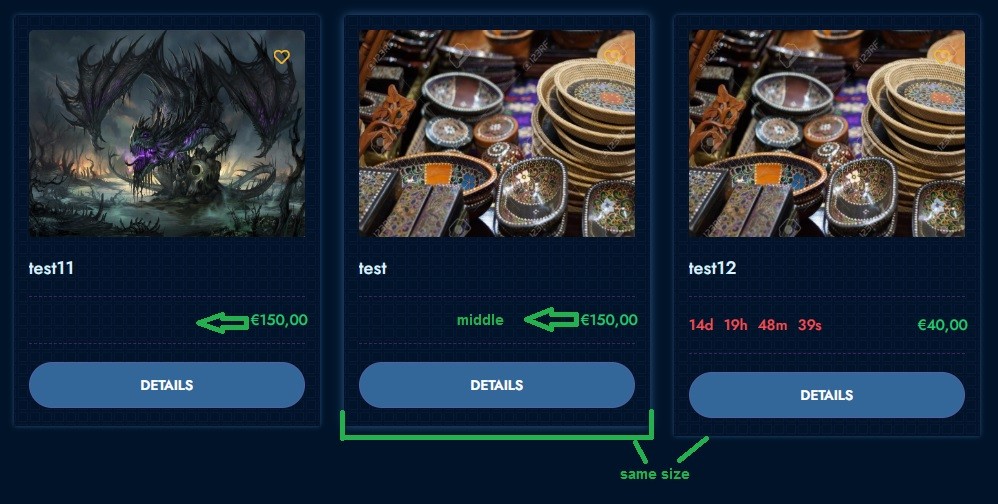 test11
test
test12
€150,00
middle
€150,00
14d 19h 48m 39s
€40,00
DETAILS
DETAILS
DETAILS
same size